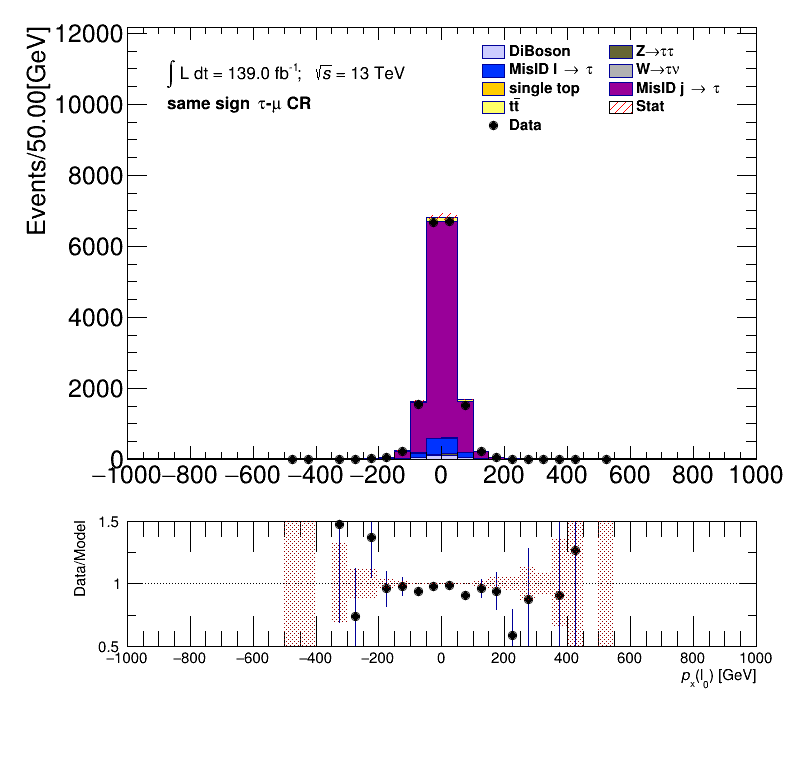 Events/50.00[GeV]
12000
10000
8000
6000
4000
2000
0
∫ L dt = 139.0 fb⁻¹; √s = 13 TeV
same sign τ-μ CR
DiBoson
Z→ττ
MisID l → τ
W→τν
single top
MisID j → τ
tt̄
Stat
Data
−1000 −800 −600 −400 −200 0 200 400 600 800 1000
Data/Model
1.5
1
0.5
−1000 −800 −600 −400 −200 0 200 400 600 800 1000
pₓ(l₀) [GeV]